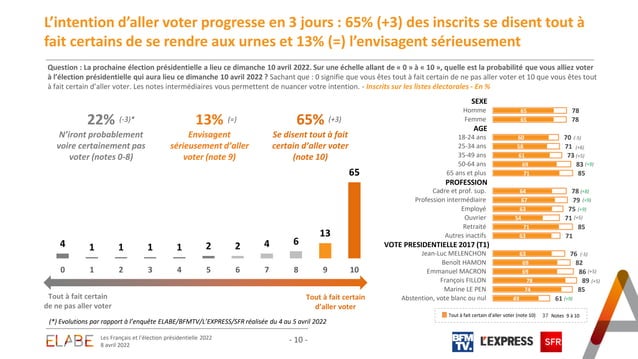 L’intention d’aller voter progresse en 3 jours : 65% (+3) des inscrits se disent tout à
fait certains de se rendre aux urnes et 13% (=) l’envisagent sérieusement
Question : La prochaine élection présidentielle a lieu ce dimanche 10 avril 2022. Sur une échelle allant de « 0 » à « 10 », quelle est la probabilité que vous alliez voter
à l’élection présidentielle qui aura lieu ce dimanche 10 avril 2022 ? Sachant que : 0 signifie que vous êtes tout à fait certain de ne pas aller voter et 10 que vous êtes tout
à fait certain d’aller voter. Les notes intermédiaires vous permettent de nuancer votre intention. - Inscrits sur les listes électorales - En %
22% (-3)*
N’iront probablement
voire certainement pas
voter (notes 0-8)
13% (=)
Envisagent
sérieusement d’aller
voter (note 9)
65% (+3)
Se disent tout à fait
certain d’aller voter
(note 10)
4 1 1 1 1 2 2 4 6 13 65
0 1 2 3 4 5 6 7 8 9 10
Tout à fait certain
de ne pas aller voter
Tout à fait certain
d’aller voter
SEXE
Homme 65 78
Femme 65 78
AGE
18-24 ans 60 70 (-5)
25-34 ans 71 (+6)
35-49 ans 73 (+5)
50-64 ans 69 83 (+9)
65 ans et plus 71 85
PROFESSION
Cadre et prof. sup. 64 78 (+8)
Profession intermédiaire 67 79 (+9)
Employé 75 (+9)
Ouvrier 54 71 (+5)
Retraité 71 85
Autres inactifs 71
VOTE PRESIDENTIELLE 2017 (T1)
Jean-Luc MELENCHON 76 (-5)
Benoît HAMON 69 82
Emmanuel MACRON 86 (+5)
François FILLON 89 (+5)
Marine LE PEN 74 85
Abstention, vote blanc ou nul 61 (+9)
Tout à fait certain d’aller voter (note 10) 37 Notes 9 à 10
(*) Evolutions par rapport à l’enquête ELABE/BFMTV/L’EXPRESS/SFR réalisée du 4 au 5 avril 2022
ELABE
Les Français et l’élection présidentielle 2022
8 avril 2022
- 10 -
BFM
TV.
L’EXPRESS
SFR